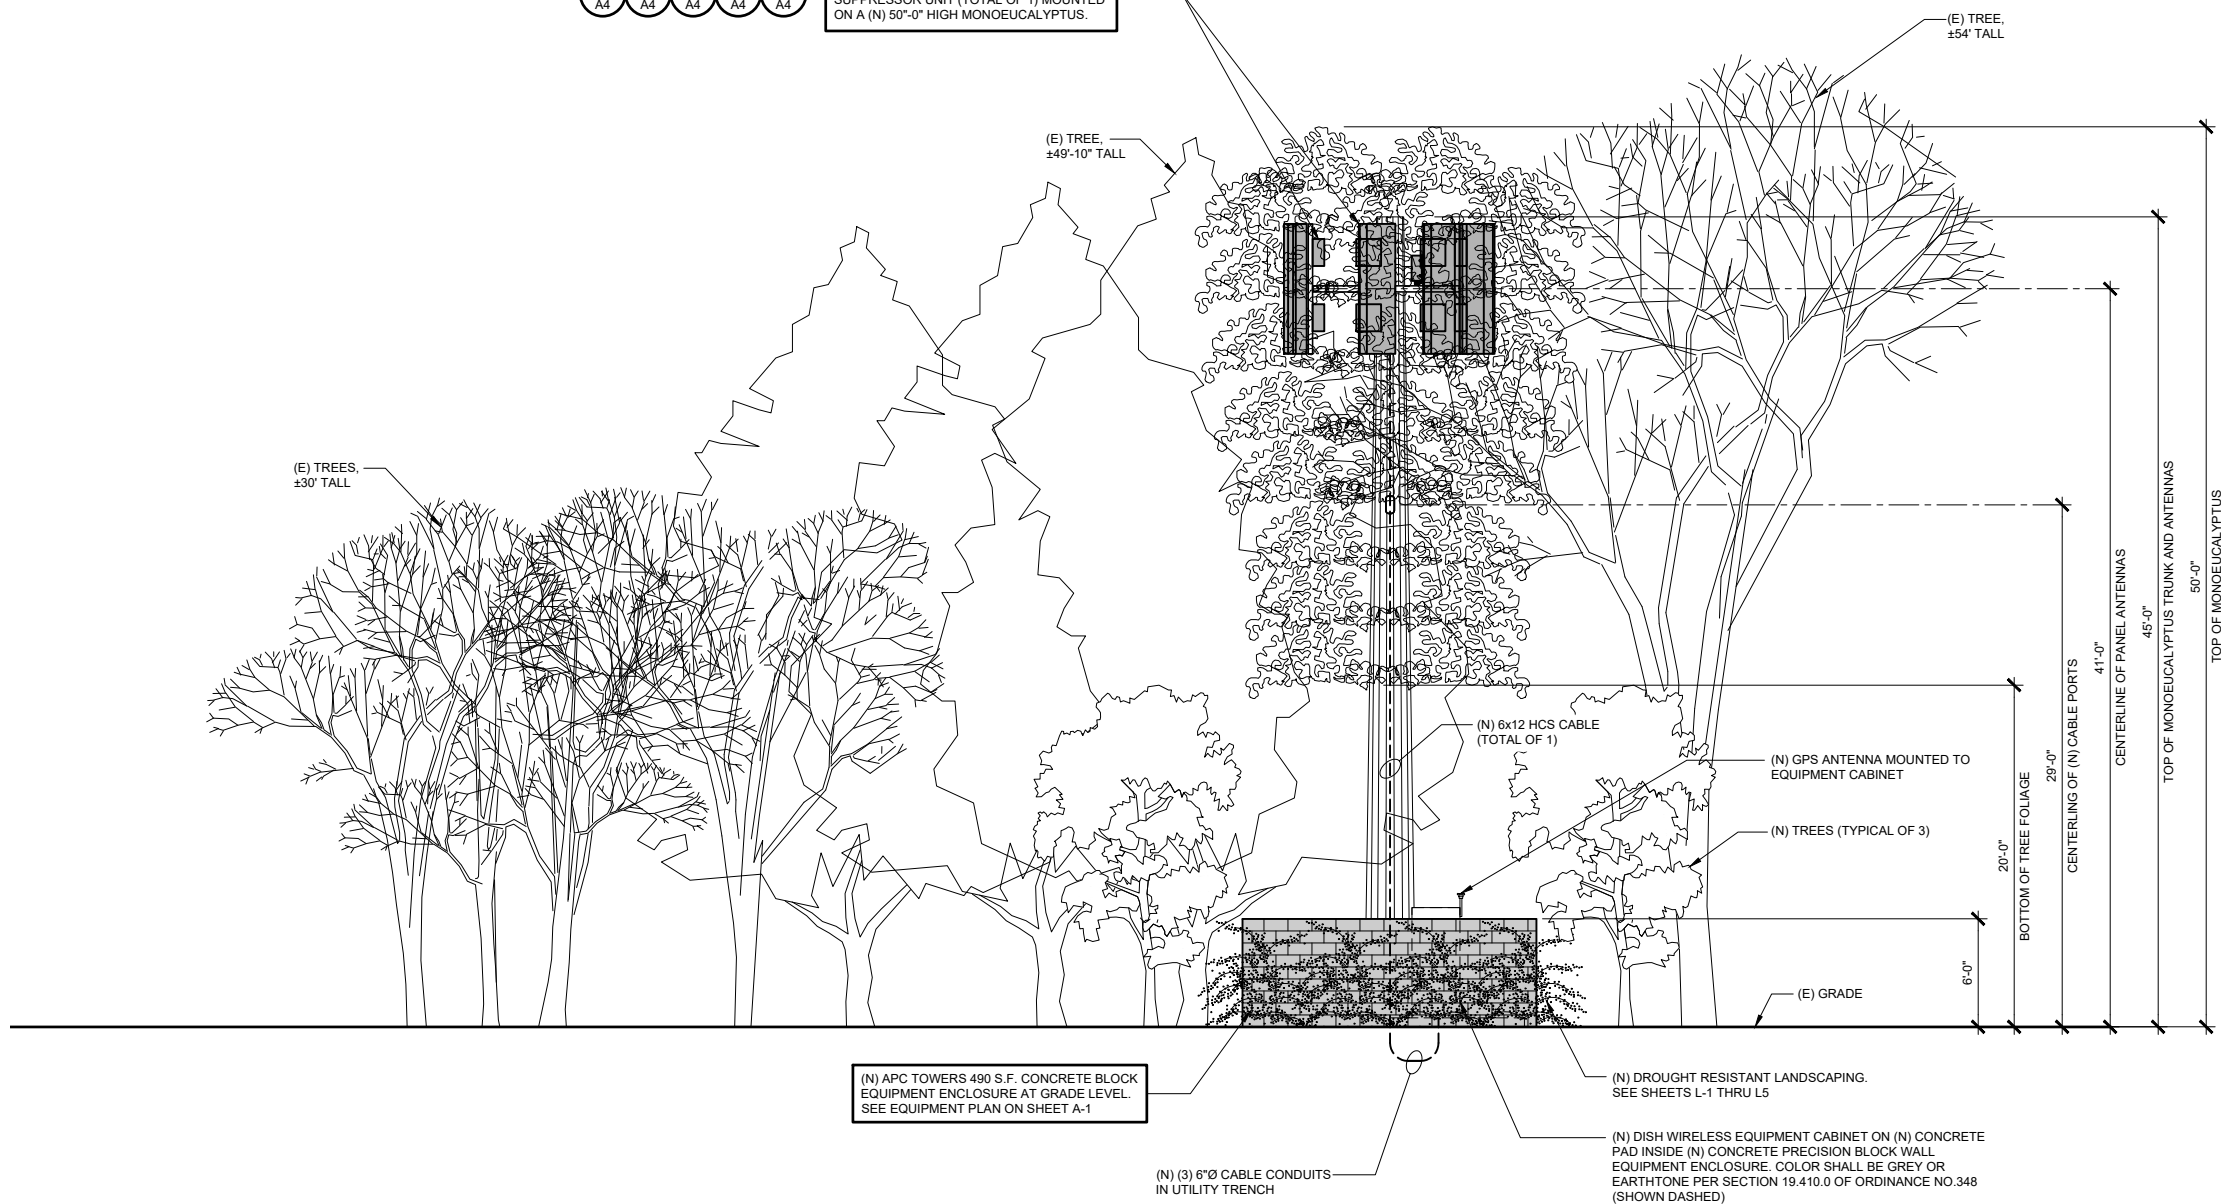 A4 A4 A4 A4 A4
SUPPRESSOR UNIT (TOTAL OF 1) MOUNTED
ON A (N) 50"-0" HIGH MONOEUCALYPTUS.
(E) TREE,
±54' TALL
(E) TREE,
±49'-10" TALL
(E) TREES,
±30' TALL
(N) 6x12 HCS CABLE
(TOTAL OF 1)
(N) GPS ANTENNA MOUNTED TO
EQUIPMENT CABINET
(N) TREES (TYPICAL OF 3)
(E) GRADE
6'-0"
20'-0"
BOTTOM OF TREE FOLIAGE
29'-0"
CENTERLING OF (N) CABLE PORTS
41'-0"
CENTERLINE OF PANEL ANTENNAS
45'-0"
TOP OF MONOEUCALYPTUS TRUNK AND ANTENNAS
50'-0"
TOP OF MONOEUCALYPTUS
(N) APC TOWERS 490 S.F. CONCRETE BLOCK
EQUIPMENT ENCLOSURE AT GRADE LEVEL.
SEE EQUIPMENT PLAN ON SHEET A-1
(N) (3) 6"Ø CABLE CONDUITS
IN UTILITY TRENCH
(N) DROUGHT RESISTANT LANDSCAPING.
SEE SHEETS L-1 THRU L5
(N) DISH WIRELESS EQUIPMENT CABINET ON (N) CONCRETE
PAD INSIDE (N) CONCRETE PRECISION BLOCK WALL
EQUIPMENT ENCLOSURE. COLOR SHALL BE GREY OR
EARTHTONE PER SECTION 19.410.0 OF ORDINANCE NO.348
(SHOWN DASHED)